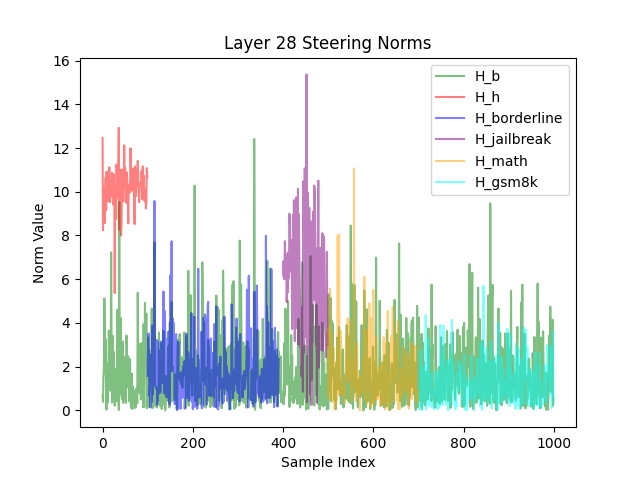 Layer 28 Steering Norms
16
14
12
10
8
6
4
2
0
Norm Value
0
200
400
600
800
1000
Sample Index
H_b
H_h
H_borderline
H_jailbreak
H_math
H_gsm8k